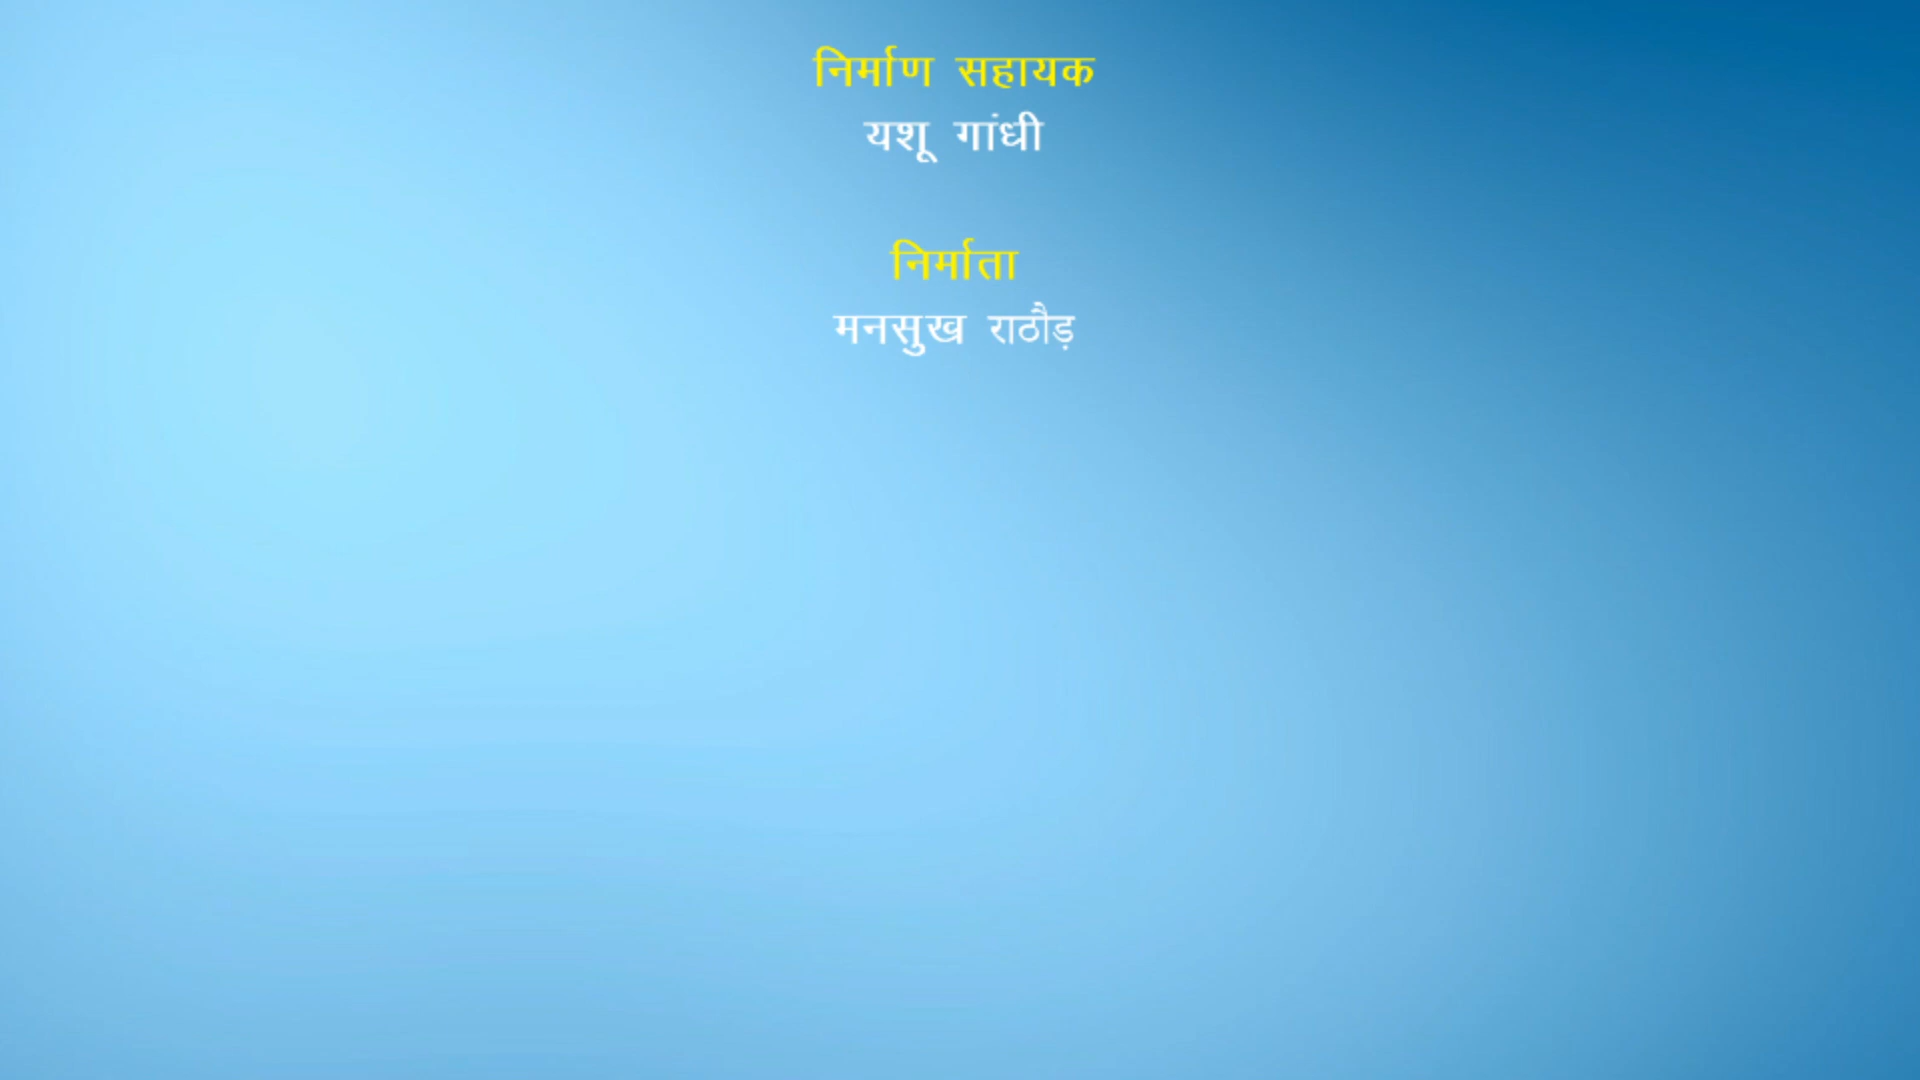 निर्माण सहायक
यशू गांधी
निर्माता
मनसुख राठौड़